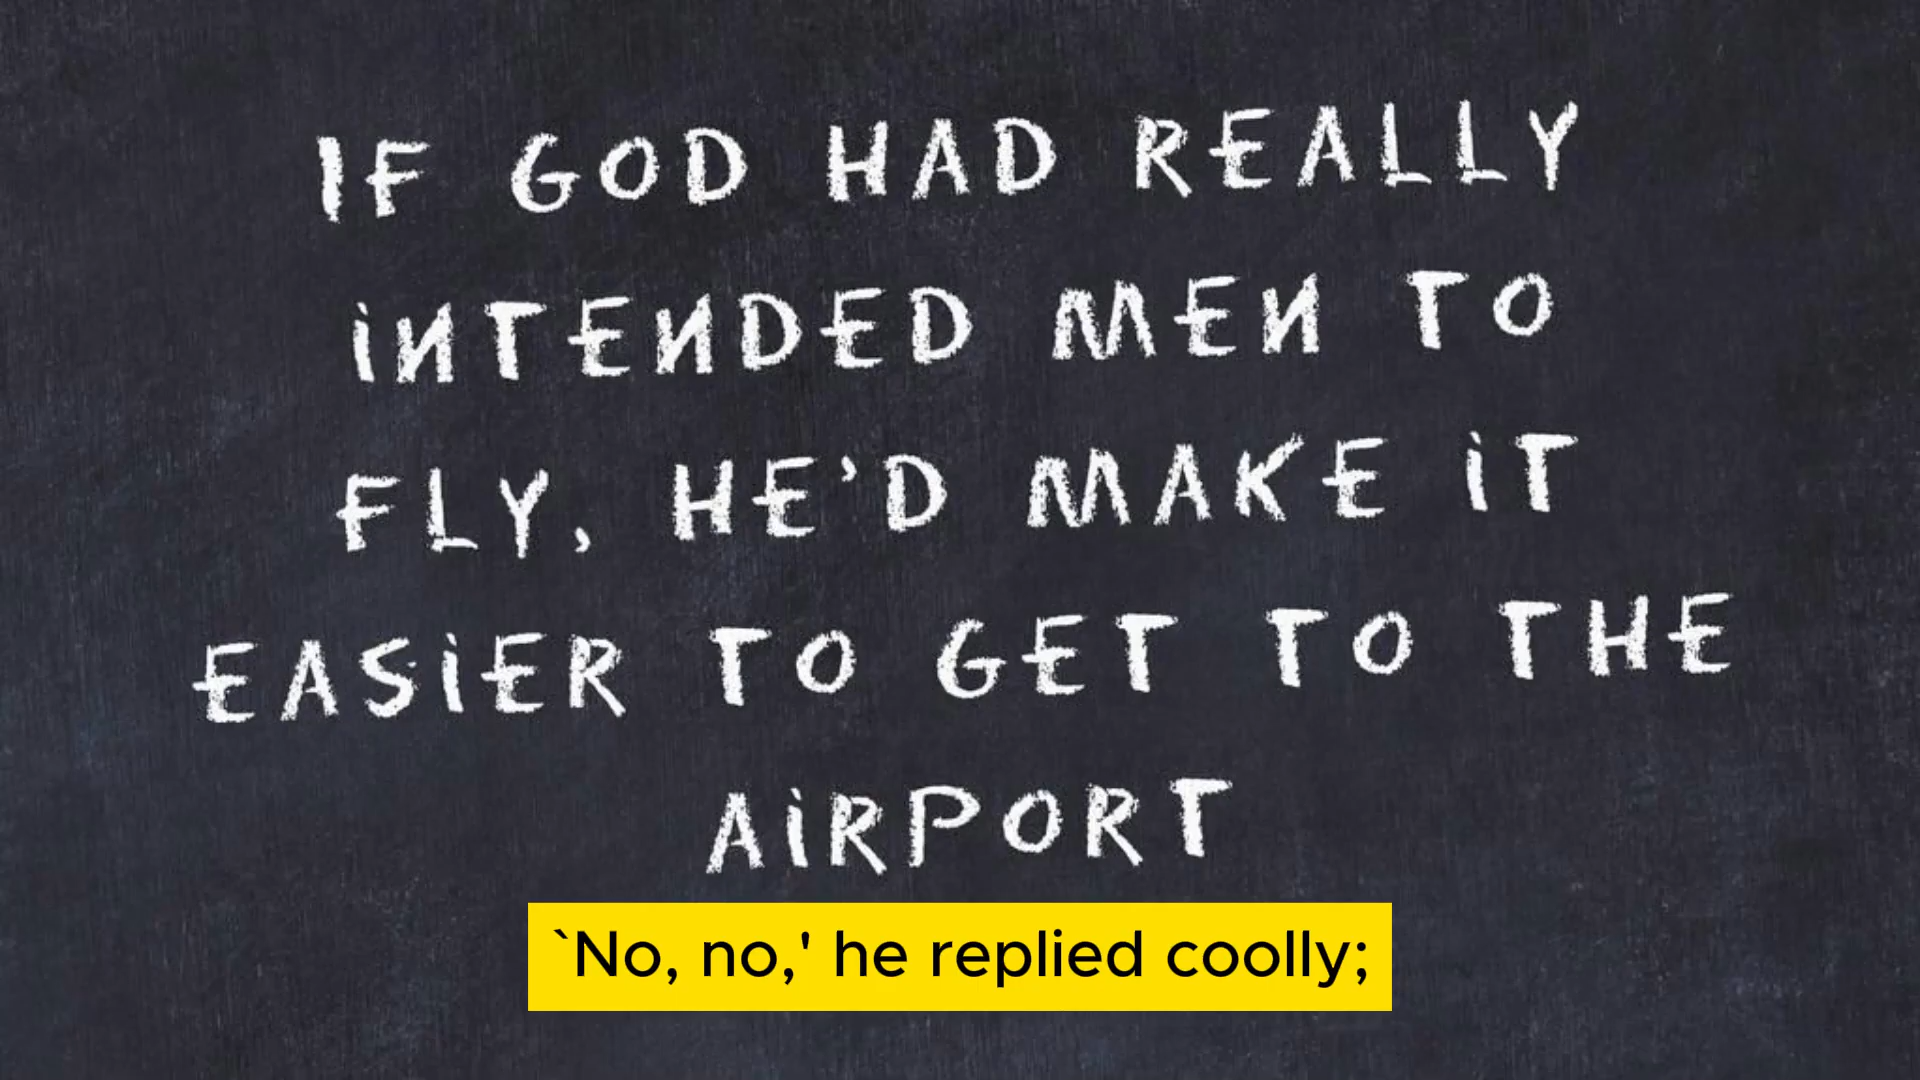 IF GOD HAD REALLY
iNTENDED MEN TO
FLY, HE'D MAKE iT
EASiER TO GET TO THE
AiRPORT
`No, no,' he replied coolly;